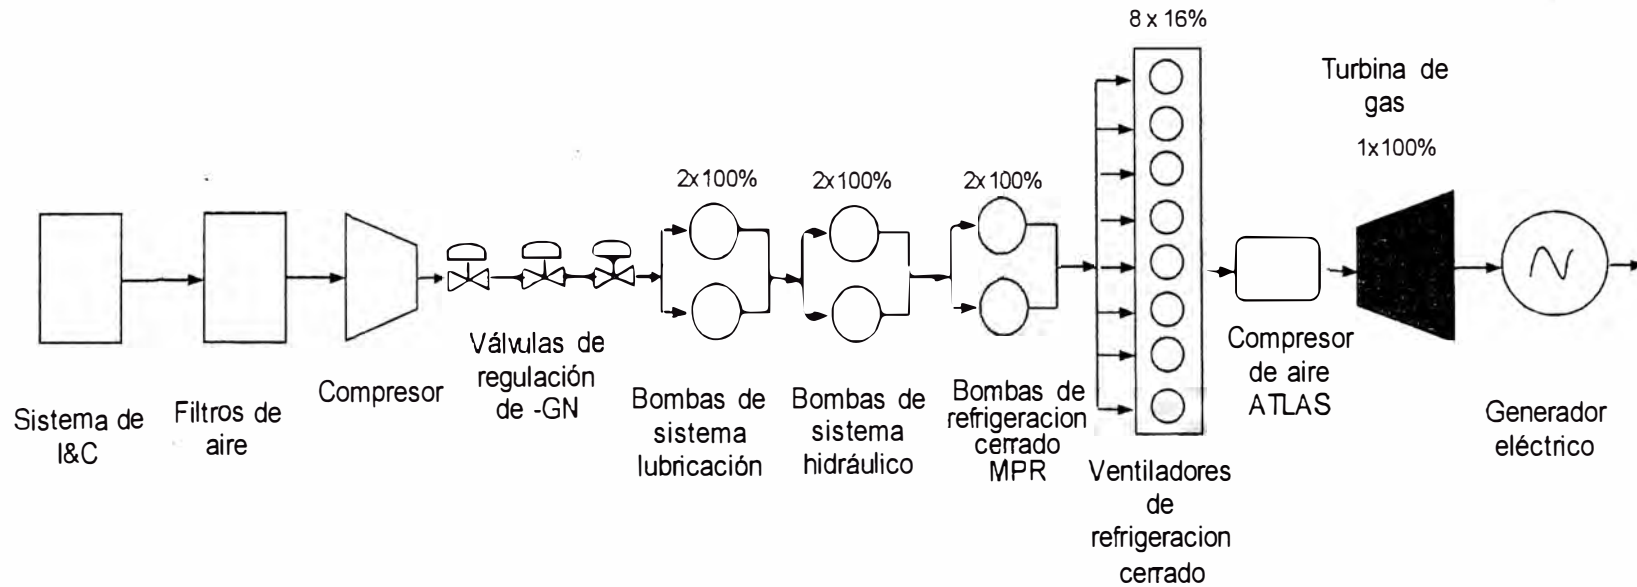 8 x 16%
Turbina de
gas
1x100%
2x100%
2x100%
2x100%
Sistema de
I&C
Filtros de
aire
Compresor
Válvulas de
regulación
de -GN
Bombas de
sistema
lubricación
Bombas de
sistema
hidráulico
Bombas de
refrigeracion
cerrado
MPR
Ventiladores
de
refrigeracion
cerrado
Compresor
de aire
ATLAS
Generador
eléctrico